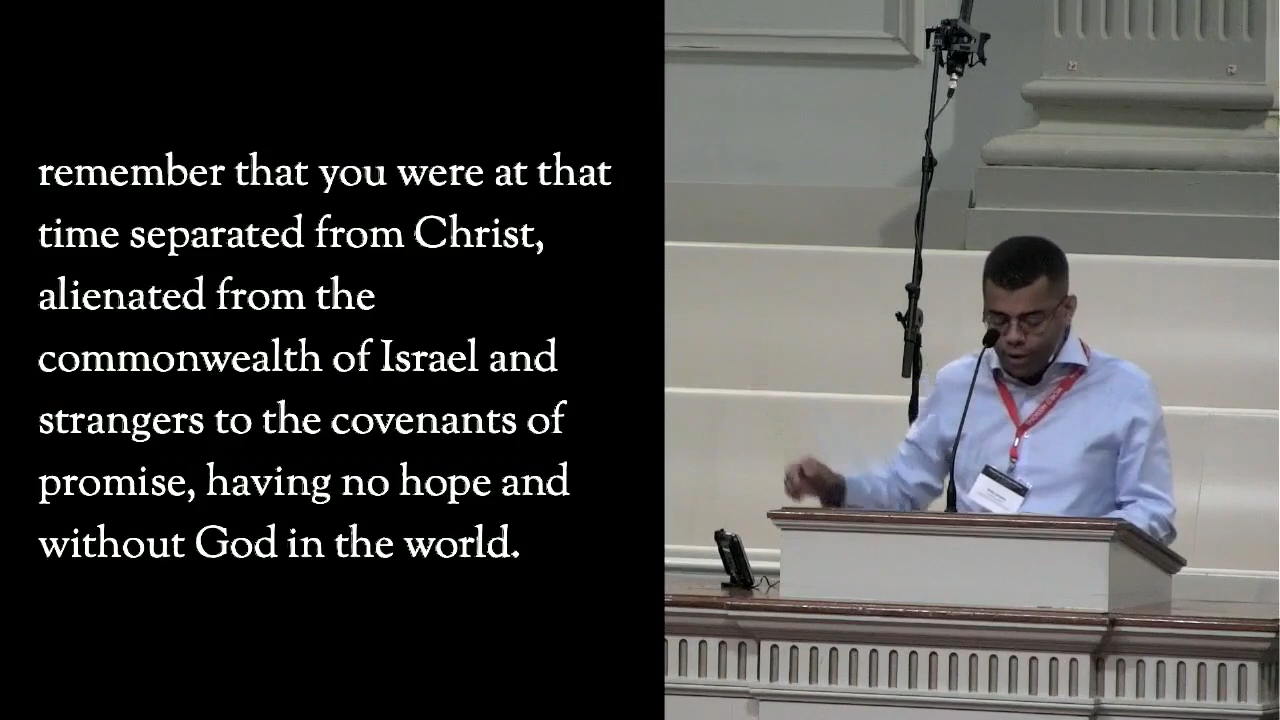 remember that you were at that
time separated from Christ,
alienated from the
commonwealth of Israel and
strangers to the covenants of
promise, having no hope and
without God in the world.